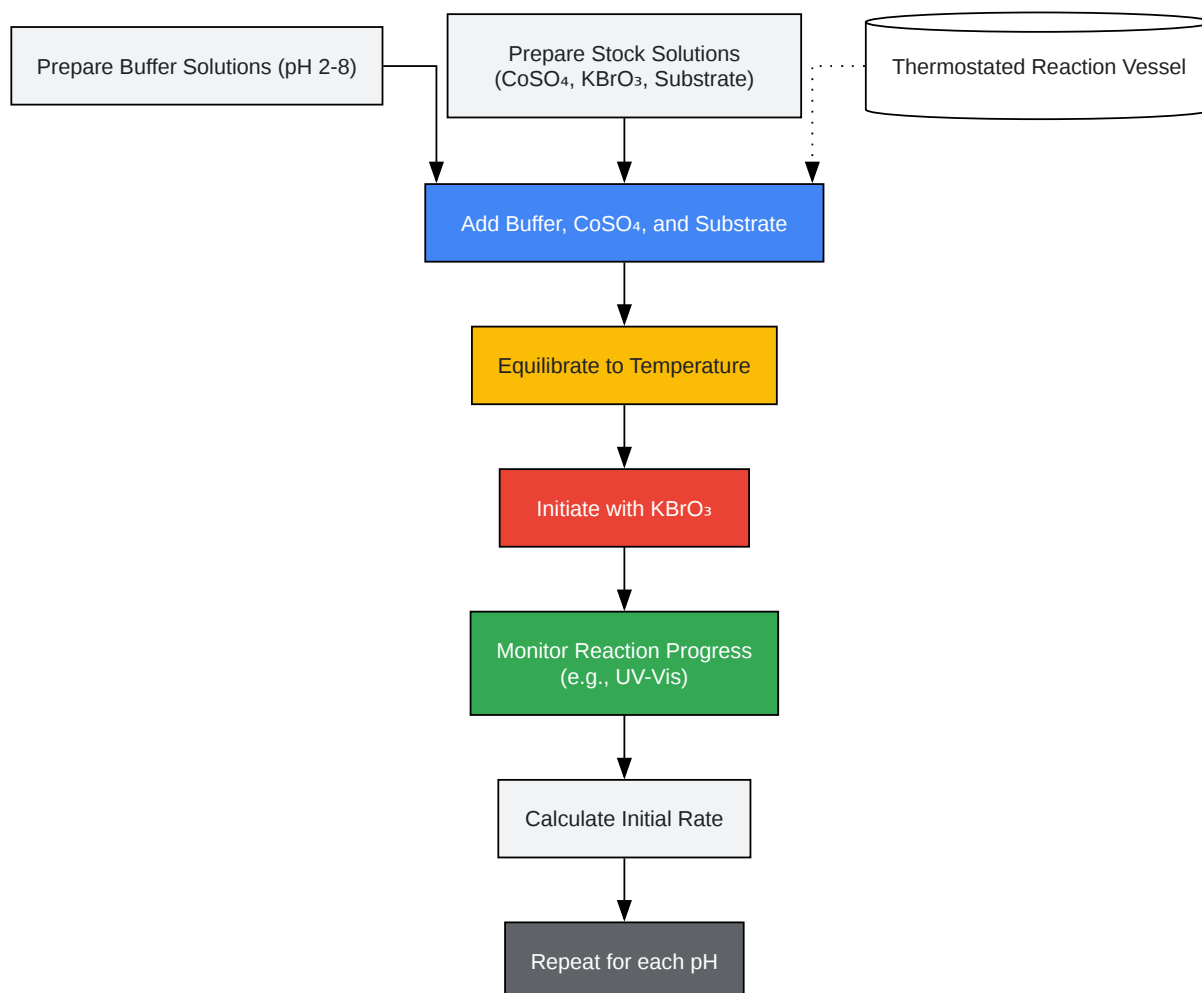 Prepare Buffer Solutions (pH 2-8)
Prepare Stock Solutions
(CoSO₄, KBrO₃, Substrate)
Thermostated Reaction Vessel
Add Buffer, CoSO₄, and Substrate
Equilibrate to Temperature
Initiate with KBrO₃
Monitor Reaction Progress
(e.g., UV-Vis)
Calculate Initial Rate
Repeat for each pH